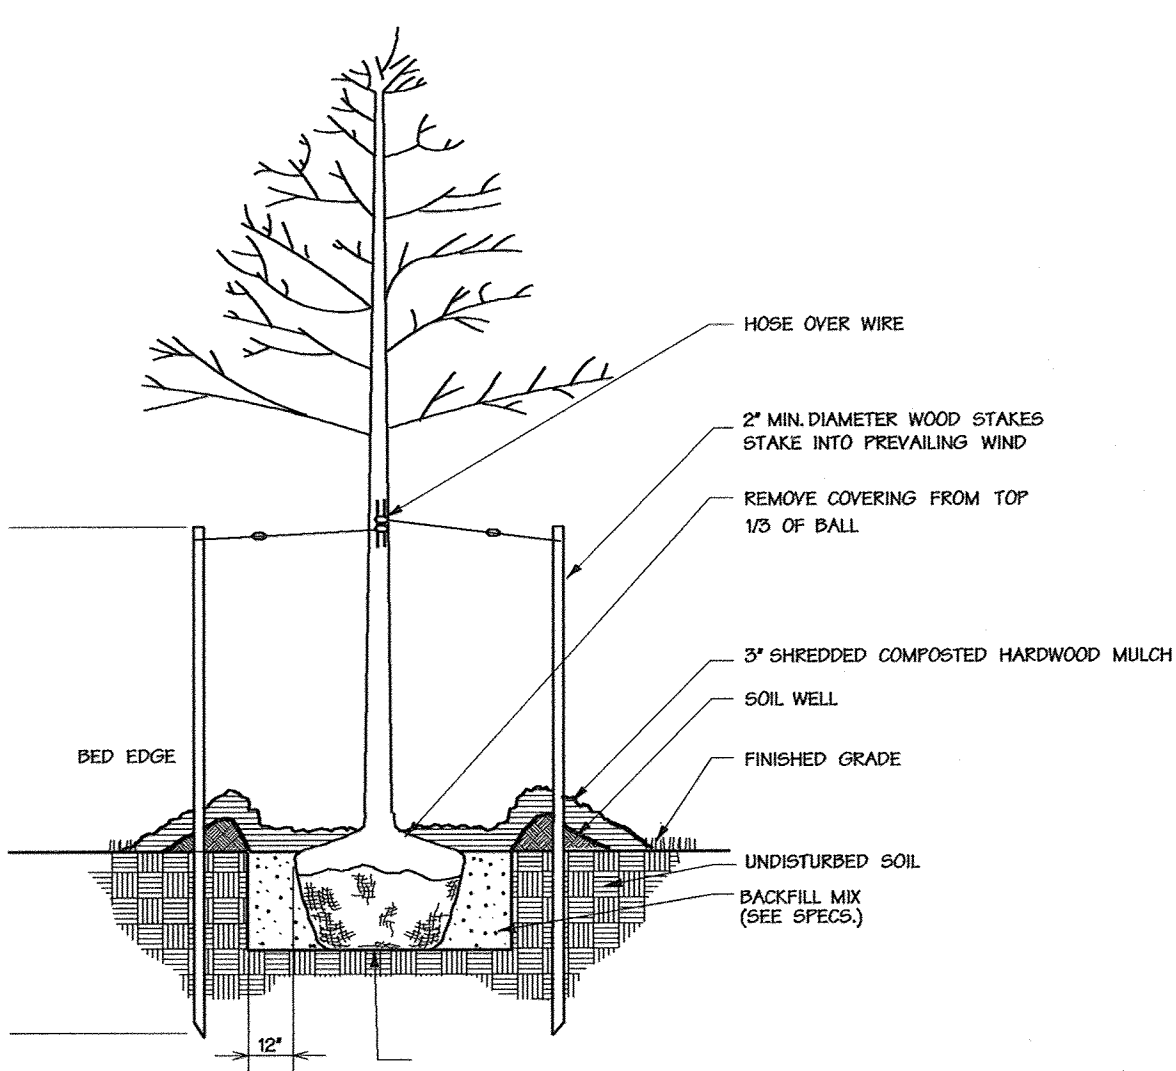 HOSE OVER WIRE
2" MIN. DIAMETER WOOD STAKES
STAKE INTO PREVAILING WIND
REMOVE COVERING FROM TOP
1/3 OF BALL
3" SHREDDED COMPOSTED HARDWOOD MULCH
SOIL WELL
BED EDGE
FINISHED GRADE
UNDISTURBED SOIL
BACKFILL MIX
(SEE SPECS.)
12"